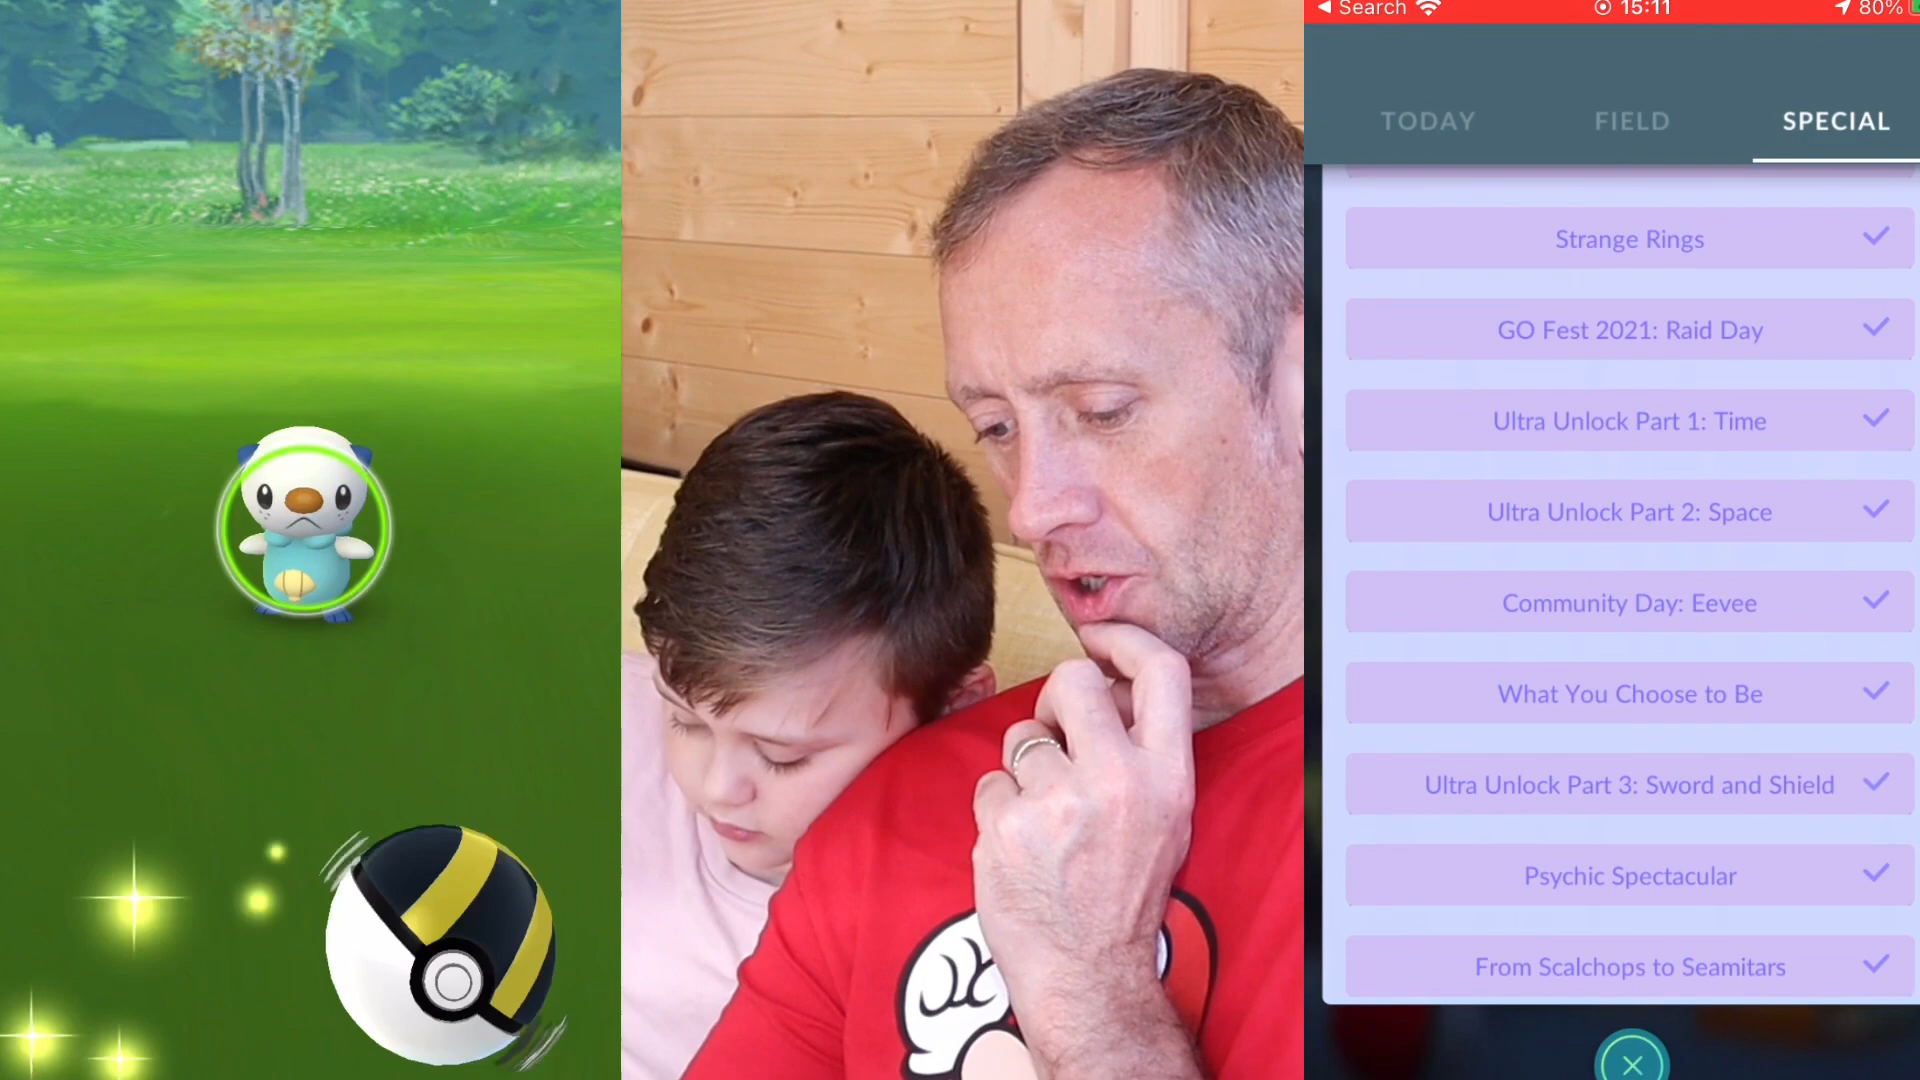 Search 15:11 80%
TODAY FIELD SPECIAL
Strange Rings
GO Fest 2021: Raid Day
Ultra Unlock Part 1: Time
Ultra Unlock Part 2: Space
Community Day: Eevee
What You Choose to Be
Ultra Unlock Part 3: Sword and Shield
Psychic Spectacular
From Scalchops to Seamitars